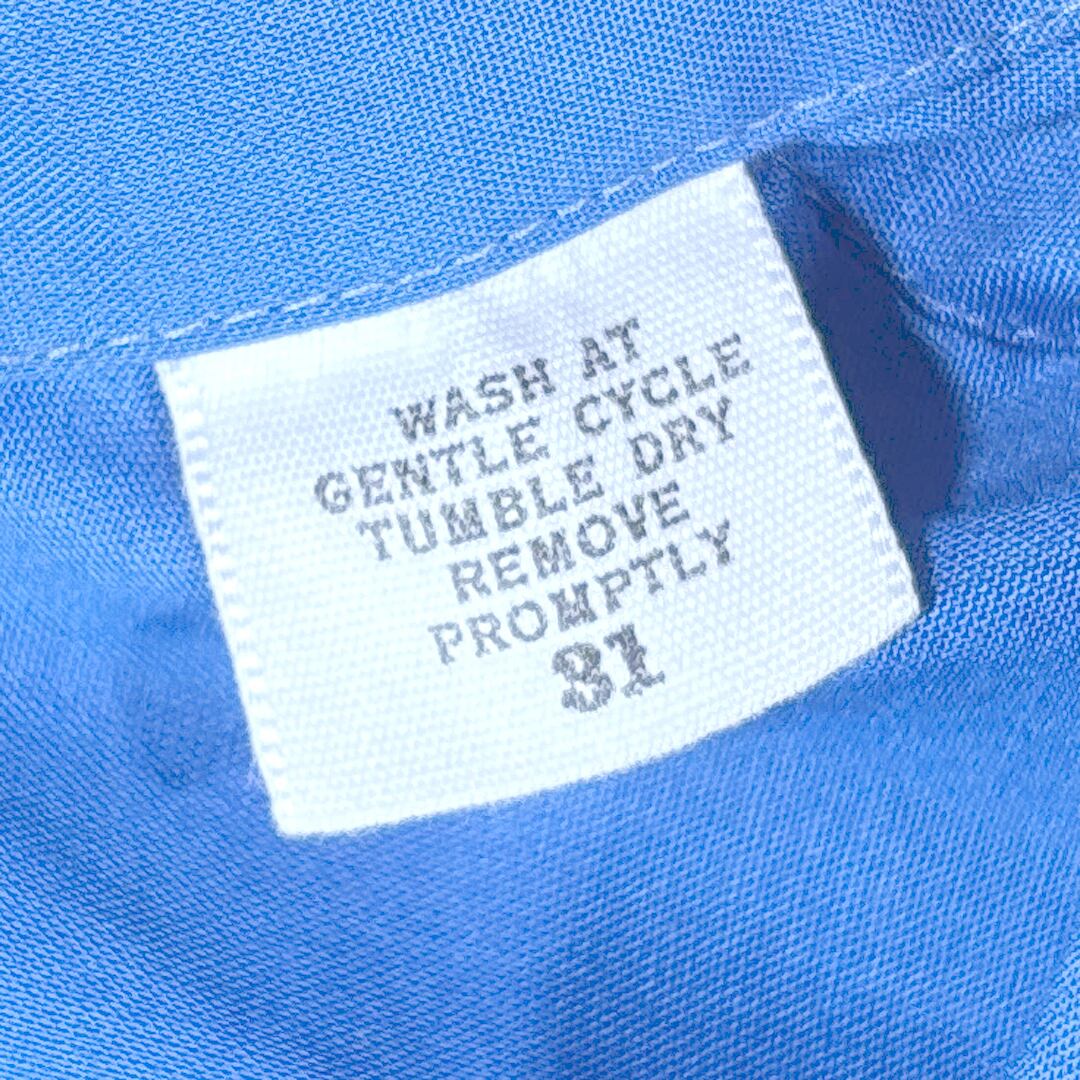 WASH AT
GENTLE CYCLE
TUMBLE DRY
REMOVE
PROMPTLY
31